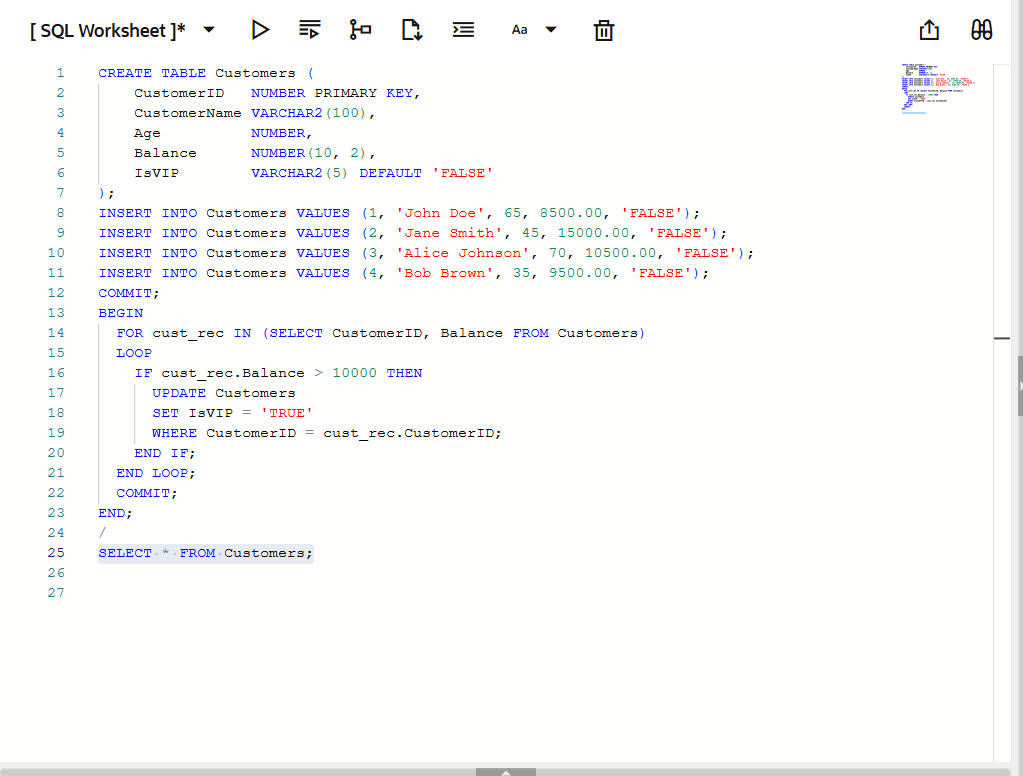 [ SQL Worksheet ]*
Aa
1 CREATE TABLE Customers (
2 CustomerID NUMBER PRIMARY KEY,
3 CustomerName VARCHAR2(100),
4 Age NUMBER,
5 Balance NUMBER(10, 2),
6 IsVIP VARCHAR2(5) DEFAULT 'FALSE'
7 );
8 INSERT INTO Customers VALUES (1, 'John Doe', 65, 8500.00, 'FALSE');
9 INSERT INTO Customers VALUES (2, 'Jane Smith', 45, 15000.00, 'FALSE');
10 INSERT INTO Customers VALUES (3, 'Alice Johnson', 70, 10500.00, 'FALSE');
11 INSERT INTO Customers VALUES (4, 'Bob Brown', 35, 9500.00, 'FALSE');
12 COMMIT;
13 BEGIN
14 FOR cust_rec IN (SELECT CustomerID, Balance FROM Customers)
15 LOOP
16 IF cust_rec.Balance > 10000 THEN
17 UPDATE Customers
18 SET IsVIP = 'TRUE'
19 WHERE CustomerID = cust_rec.CustomerID;
20 END IF;
21 END LOOP;
22 COMMIT;
23 END;
24 /
25 SELECT * FROM Customers;
26
27